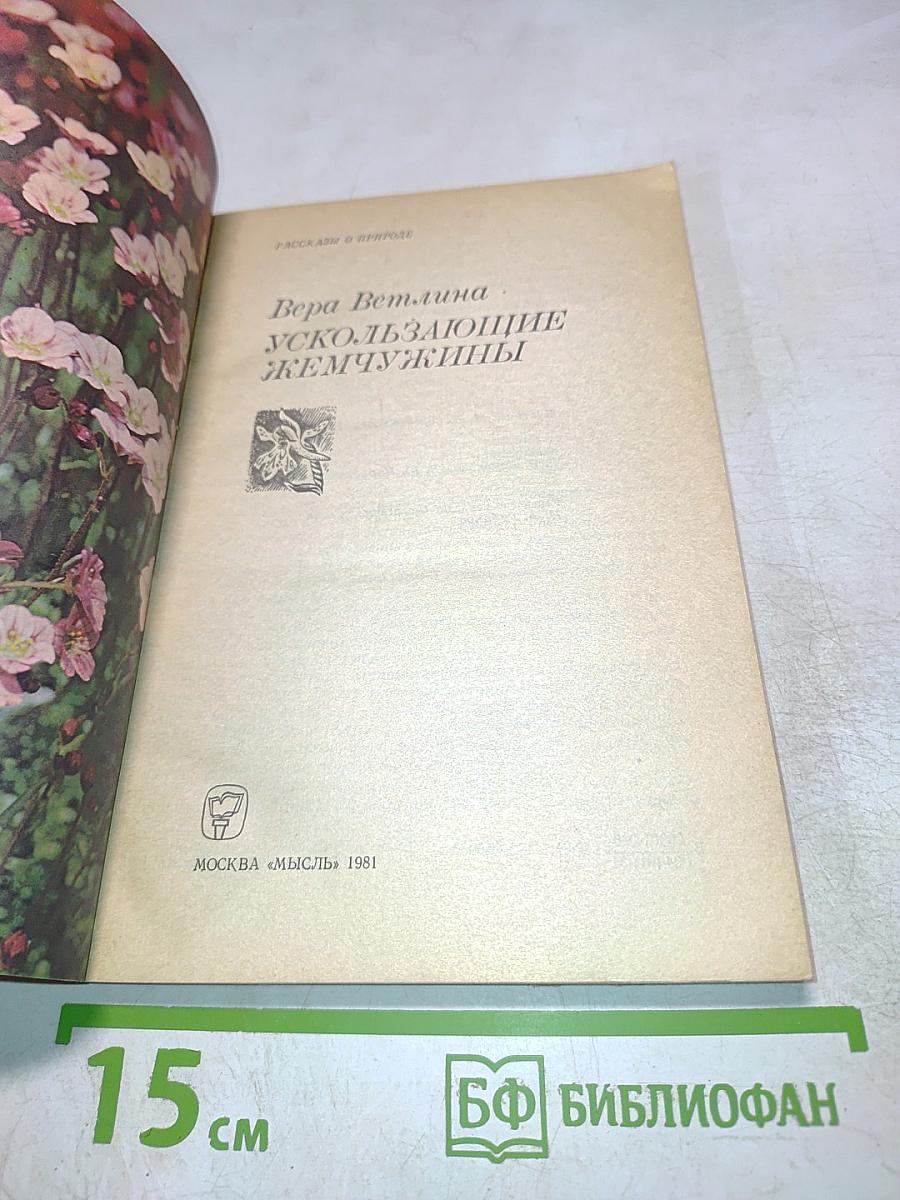 РАССКАЗЫ О ПРИРОДЕ
Вера Ветлина
УСКОЛЬЗАЮЩИЕ
ЖЕМЧУЖИНЫ
МОСКВА «МЫСЛЬ» 1981
15 см
БФ БИБЛИОФАН